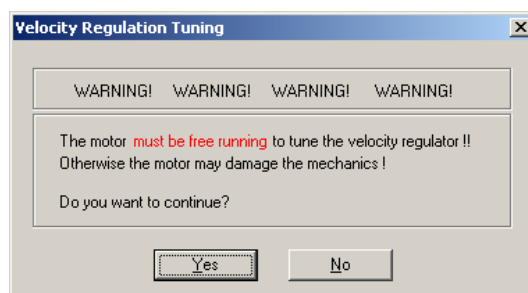 Velocity Regulation Tuning
WARNING! WARNING! WARNING! WARNING!
The motor must be free running to tune the velocity regulator !!
Otherwise the motor may damage the mechanics !
Do you want to continue?
Yes No